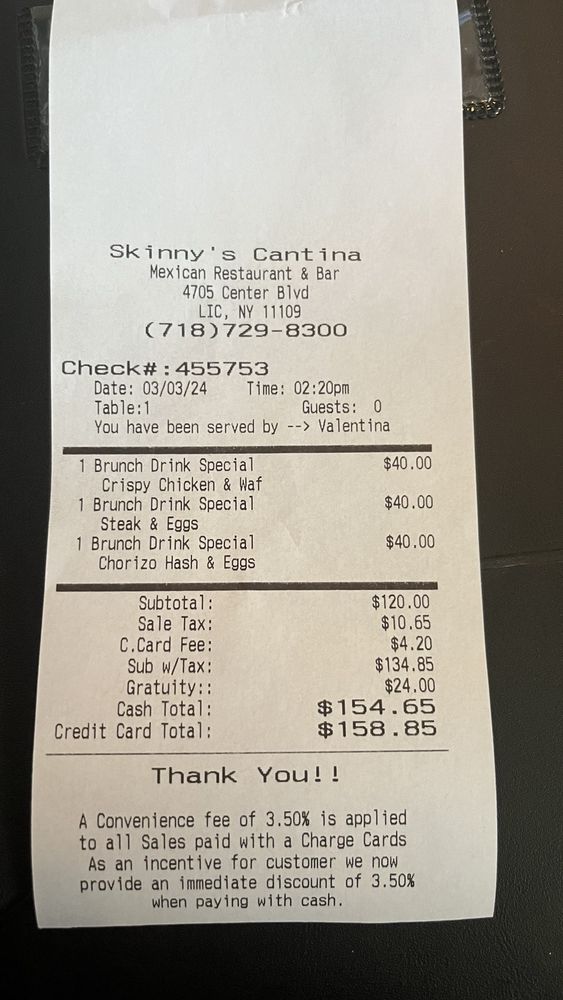 Skinny's Cantina
Mexican Restaurant & Bar
4705 Center Blvd
LIC, NY 11109
(718)729-8300
Check#:455753
Date: 03/03/24 Time: 02:20pm
Table:1 Guests: 0
You have been served by --> Valentina
1 Brunch Drink Special $40.00
Crispy Chicken & Waf
1 Brunch Drink Special $40.00
Steak & Eggs
1 Brunch Drink Special $40.00
Chorizo Hash & Eggs
Subtotal: $120.00
Sale Tax: $10.65
C.Card Fee: $4.20
Sub w/Tax: $134.85
Gratuity:: $24.00
Cash Total: $154.65
Credit Card Total: $158.85
Thank You!!
A Convenience fee of 3.50% is applied
to all Sales paid with a Charge Cards
As an incentive for customer we now
provide an immediate discount of 3.50%
when paying with cash.